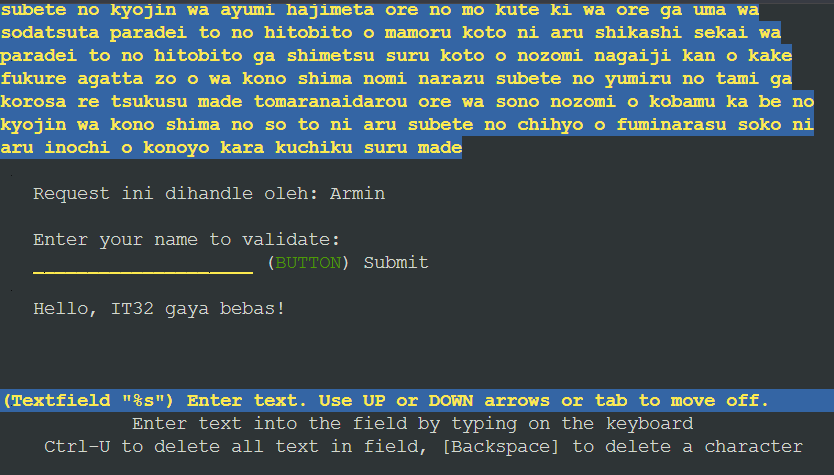 subete no kyojin wa ayumi hajimeta ore no mo kute ki wa ore ga uma wa
sodatsuta paradei to no hitobito o mamoru koto ni aru shikashi sekai wa
paradei to no hitobito ga shimetsu suru koto o nozomi nagaiji kan o kake
fukure agatta zo o wa kono shima nomi narazu subete no yumiru no tami ga
korosa re tsukusu made tomaranaidarou ore wa sono nozomi o kobamu ka be no
kyojin wa kono shima no so to ni aru subete no chihyo o fuminarasu soko ni
aru inochi o konoyo kara kuchiku suru made
Request ini dihandle oleh: Armin
Enter your name to validate:
____________________ (BUTTON) Submit
Hello, IT32 gaya bebas!
(Textfield "%s") Enter text. Use UP or DOWN arrows or tab to move off.
Enter text into the field by typing on the keyboard
Ctrl-U to delete all text in field, [Backspace] to delete a character